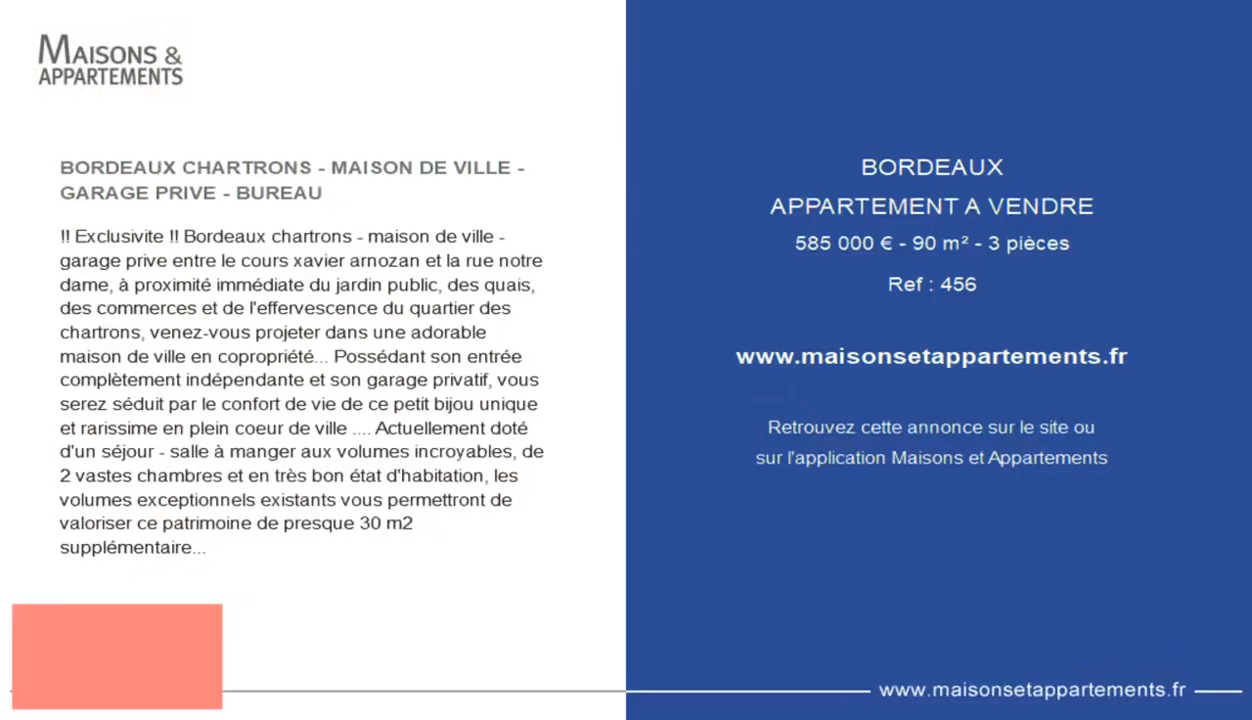 MAISONS &
APPARTEMENTS
BORDEAUX CHARTRONS - MAISON DE VILLE -
GARAGE PRIVE - BUREAU
!! Exclusivite !! Bordeaux chartrons - maison de ville -
garage prive entre le cours xavier arnozan et la rue notre
dame, à proximité immédiate du jardin public, des quais,
des commerces et de l'effervescence du quartier des
chartrons, venez-vous projeter dans une adorable
maison de ville en copropriété... Possédant son entrée
complètement indépendante et son garage privatif, vous
serez séduit par le confort de vie de ce petit bijou unique
et rarissime en plein coeur de ville .... Actuellement doté
d'un séjour - salle à manger aux volumes incroyables, de
2 vastes chambres et en très bon état d'habitation, les
volumes exceptionnels existants vous permettront de
valoriser ce patrimoine de presque 30 m2
supplémentaire...
BORDEAUX
APPARTEMENT A VENDRE
585 000 € - 90 m² - 3 pièces
Ref : 456
www.maisonsetappartements.fr
Retrouvez cette annonce sur le site ou
sur l'application Maisons et Appartements
www.maisonsetappartements.fr